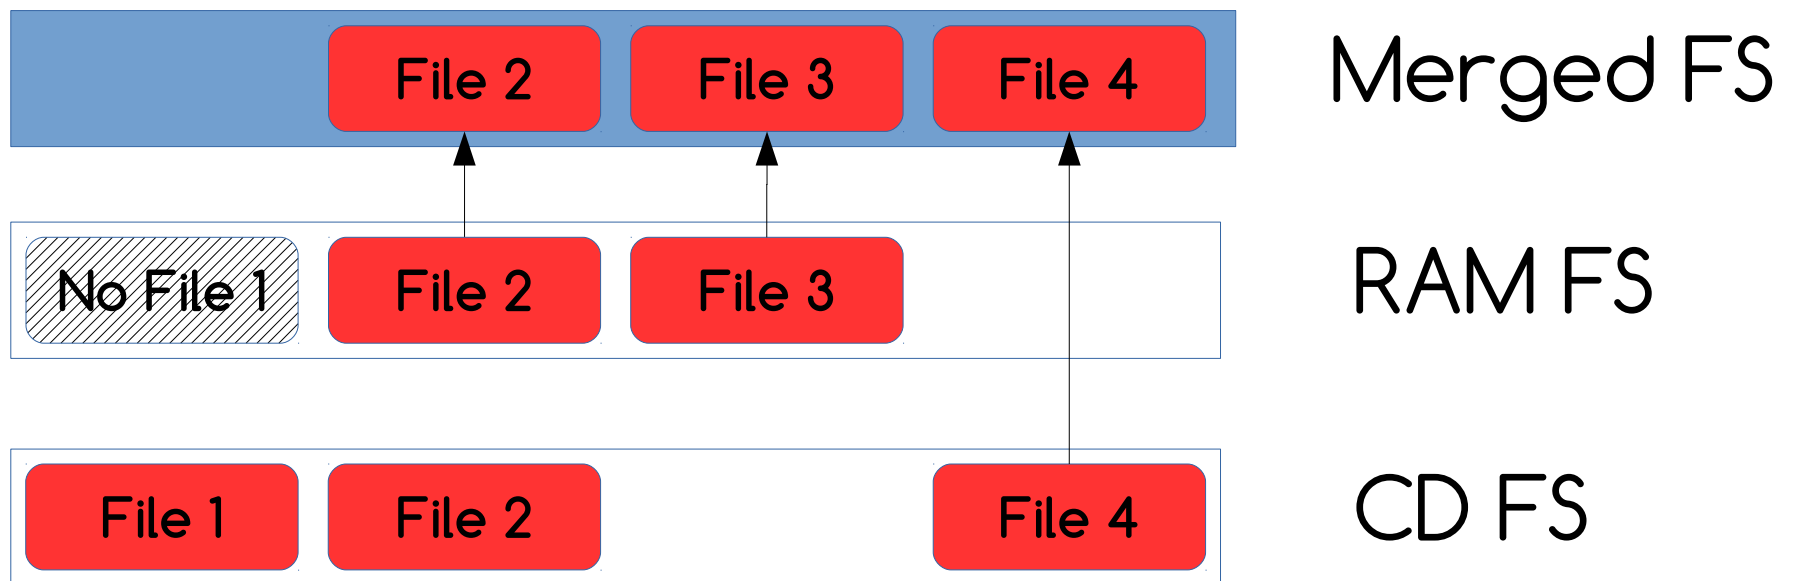 File 2 File 3 File 4 Merged FS
No File 1 File 2 File 3 RAM FS
File 1 File 2 File 4 CD FS